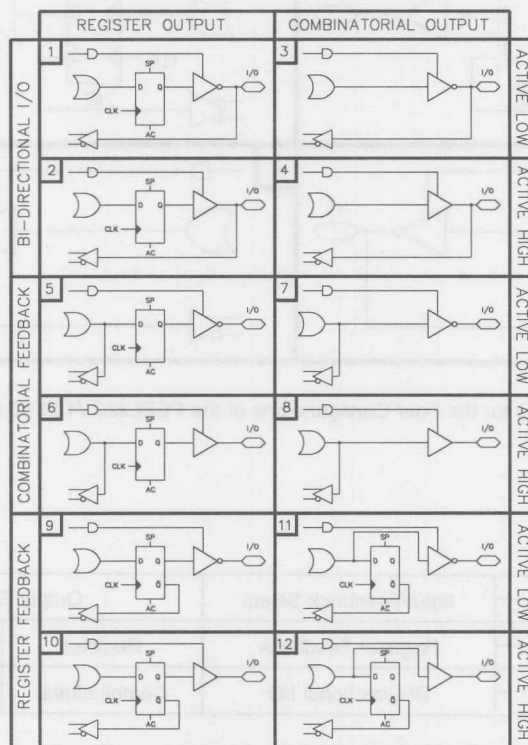 REGISTER OUTPUT
COMBINATORIAL OUTPUT
BI-DIRECTIONAL I/O
COMBINATORIAL FEEDBACK
REGISTER FEEDBACK
1
SP
D Q
CLK
AC
I/O
3
I/O
ACTIVE LOW
2
SP
D Q
CLK
AC
I/O
4
I/O
ACTIVE HIGH
5
SP
D Q
CLK
AC
I/O
7
I/O
ACTIVE LOW
6
SP
D Q
CLK
AC
I/O
8
I/O
ACTIVE HIGH
9
SP
D Q
CLK Q̅
AC
I/O
11
SP
D Q
CLK Q̅
AC
I/O
ACTIVE LOW
10
SP
D Q
CLK Q̅
AC
I/O
12
SP
D Q
CLK Q̅
AC
I/O
ACTIVE HIGH